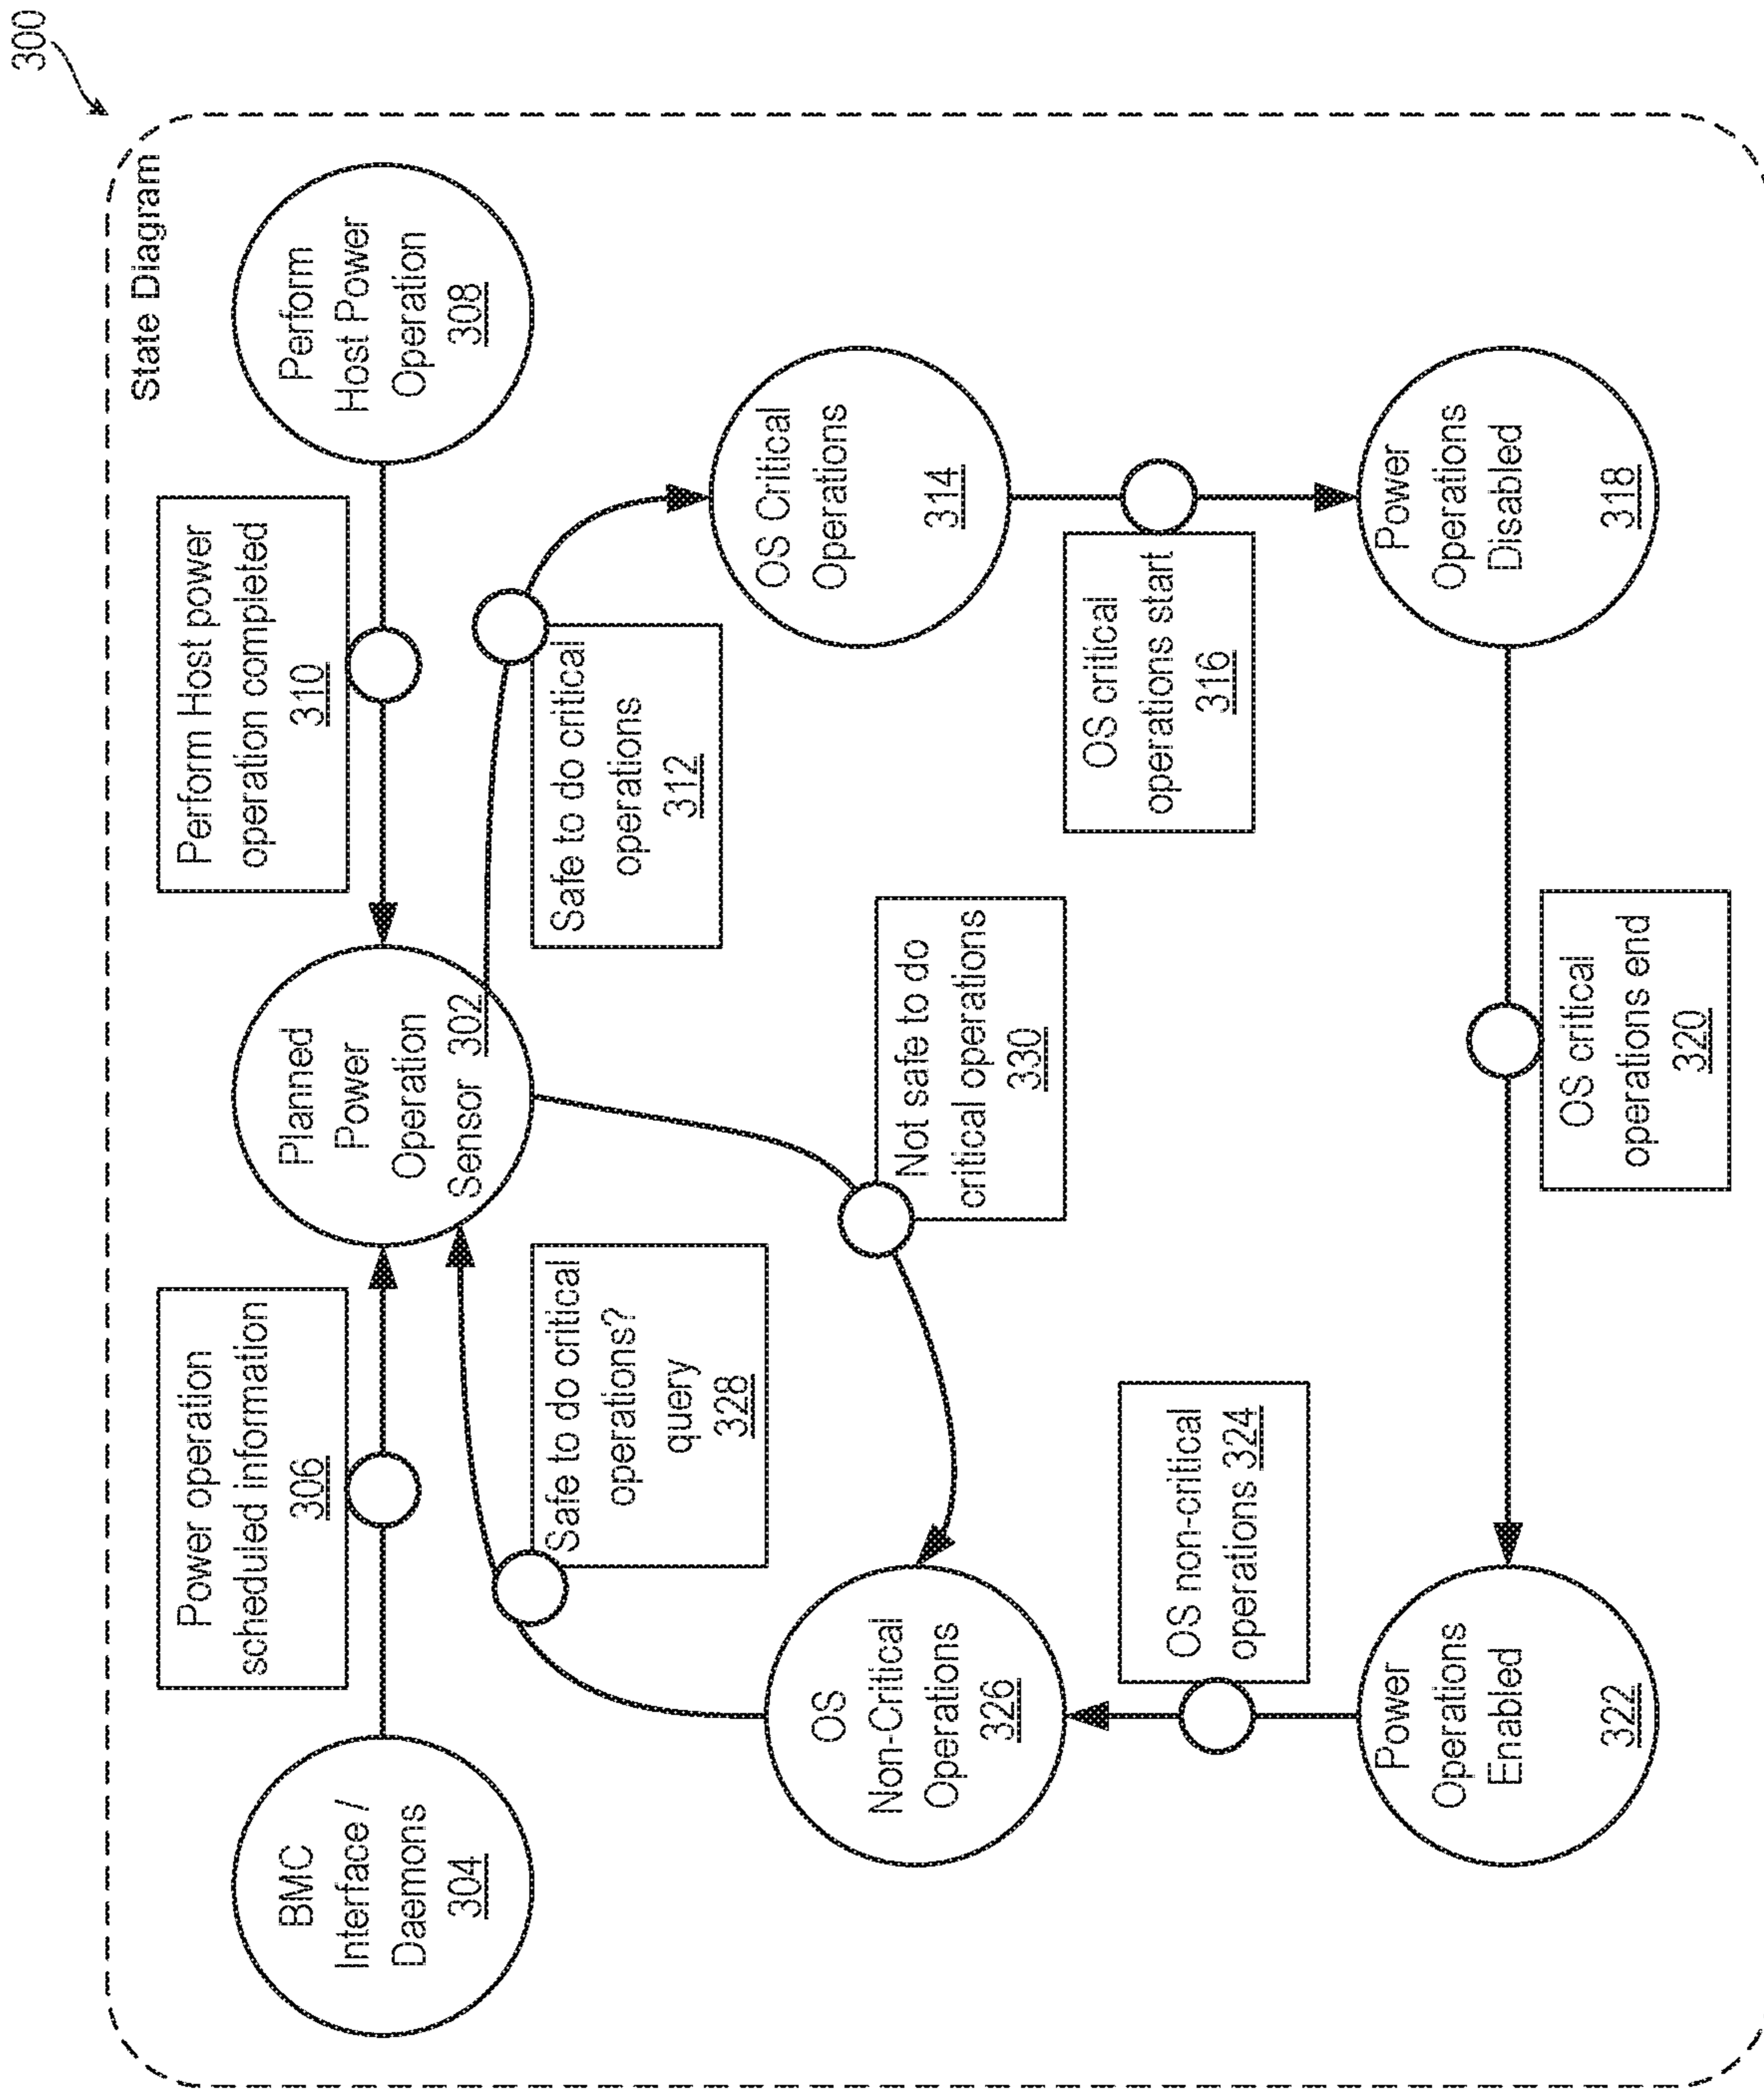 300
State Diagram
BMC
Interface /
Daemons
304
Power operation
scheduled information
306
Planned
Power
Operation
Sensor 302
Perform Host power
operation completed
310
Perform
Host Power
Operation
308
Safe to do critical
operations?
query
328
Safe to do critical
operations
312
OS
Non-Critical
Operations
326
Not safe to do
critical operations
330
OS Critical
Operations
314
OS non-critical
operations 324
OS critical
operations start
316
Power
Operations
Enabled
322
OS critical
operations end
320
Power
Operations
Disabled
318